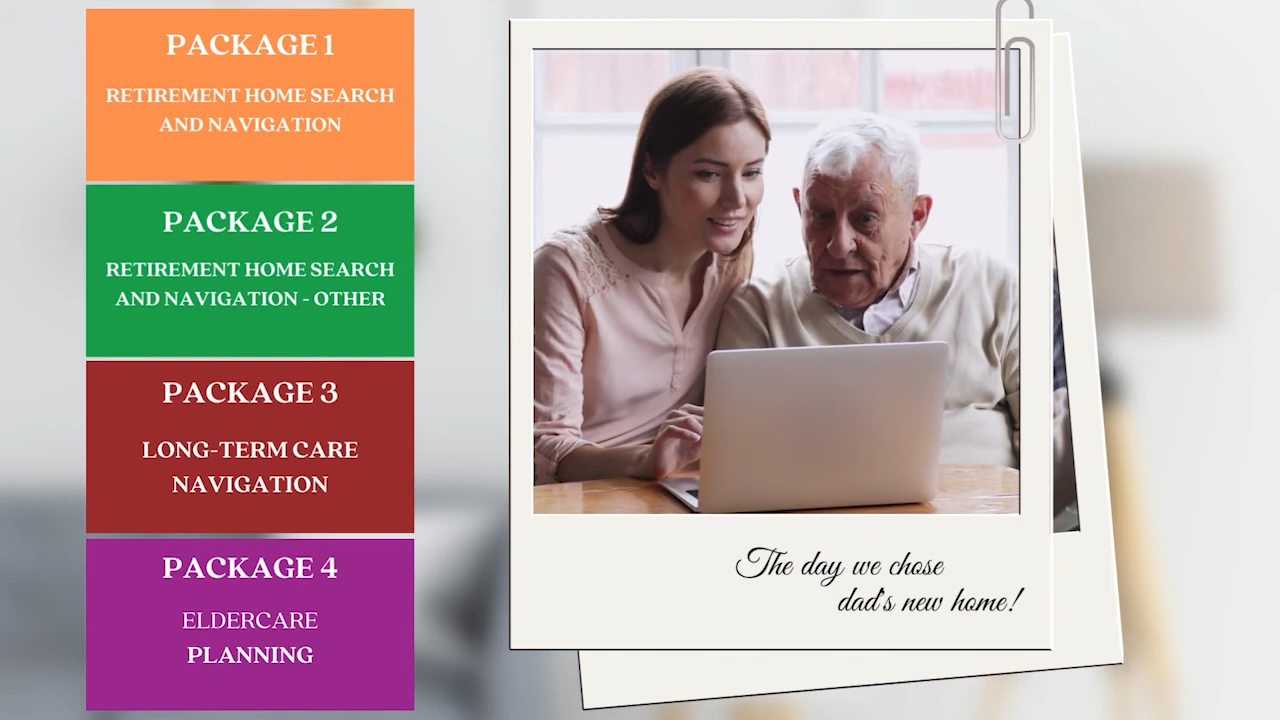 PACKAGE 1
RETIREMENT HOME SEARCH
AND NAVIGATION
PACKAGE 2
RETIREMENT HOME SEARCH
AND NAVIGATION - OTHER
PACKAGE 3
LONG-TERM CARE
NAVIGATION
PACKAGE 4
ELDERCARE
PLANNING
The day we chose
dad's new home!